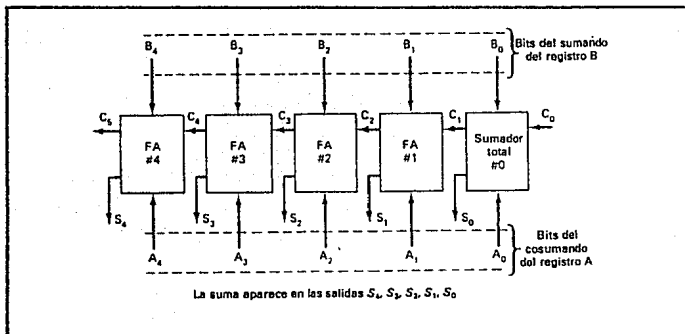 B₄ B₃ B₂ B₁ B₀ Bits del sumando
del registro B
C₅ C₄ C₃ C₂ C₁ C₀
FA
#4
FA
#3
FA
#2
FA
#1
Sumador
total
#0
S₄ S₃ S₂ S₁ S₀
A₄ A₃ A₂ A₁ A₀
Bits del
cosumando
del registro A
La suma aparece en las salidas S₄, S₃, S₂, S₁, S₀